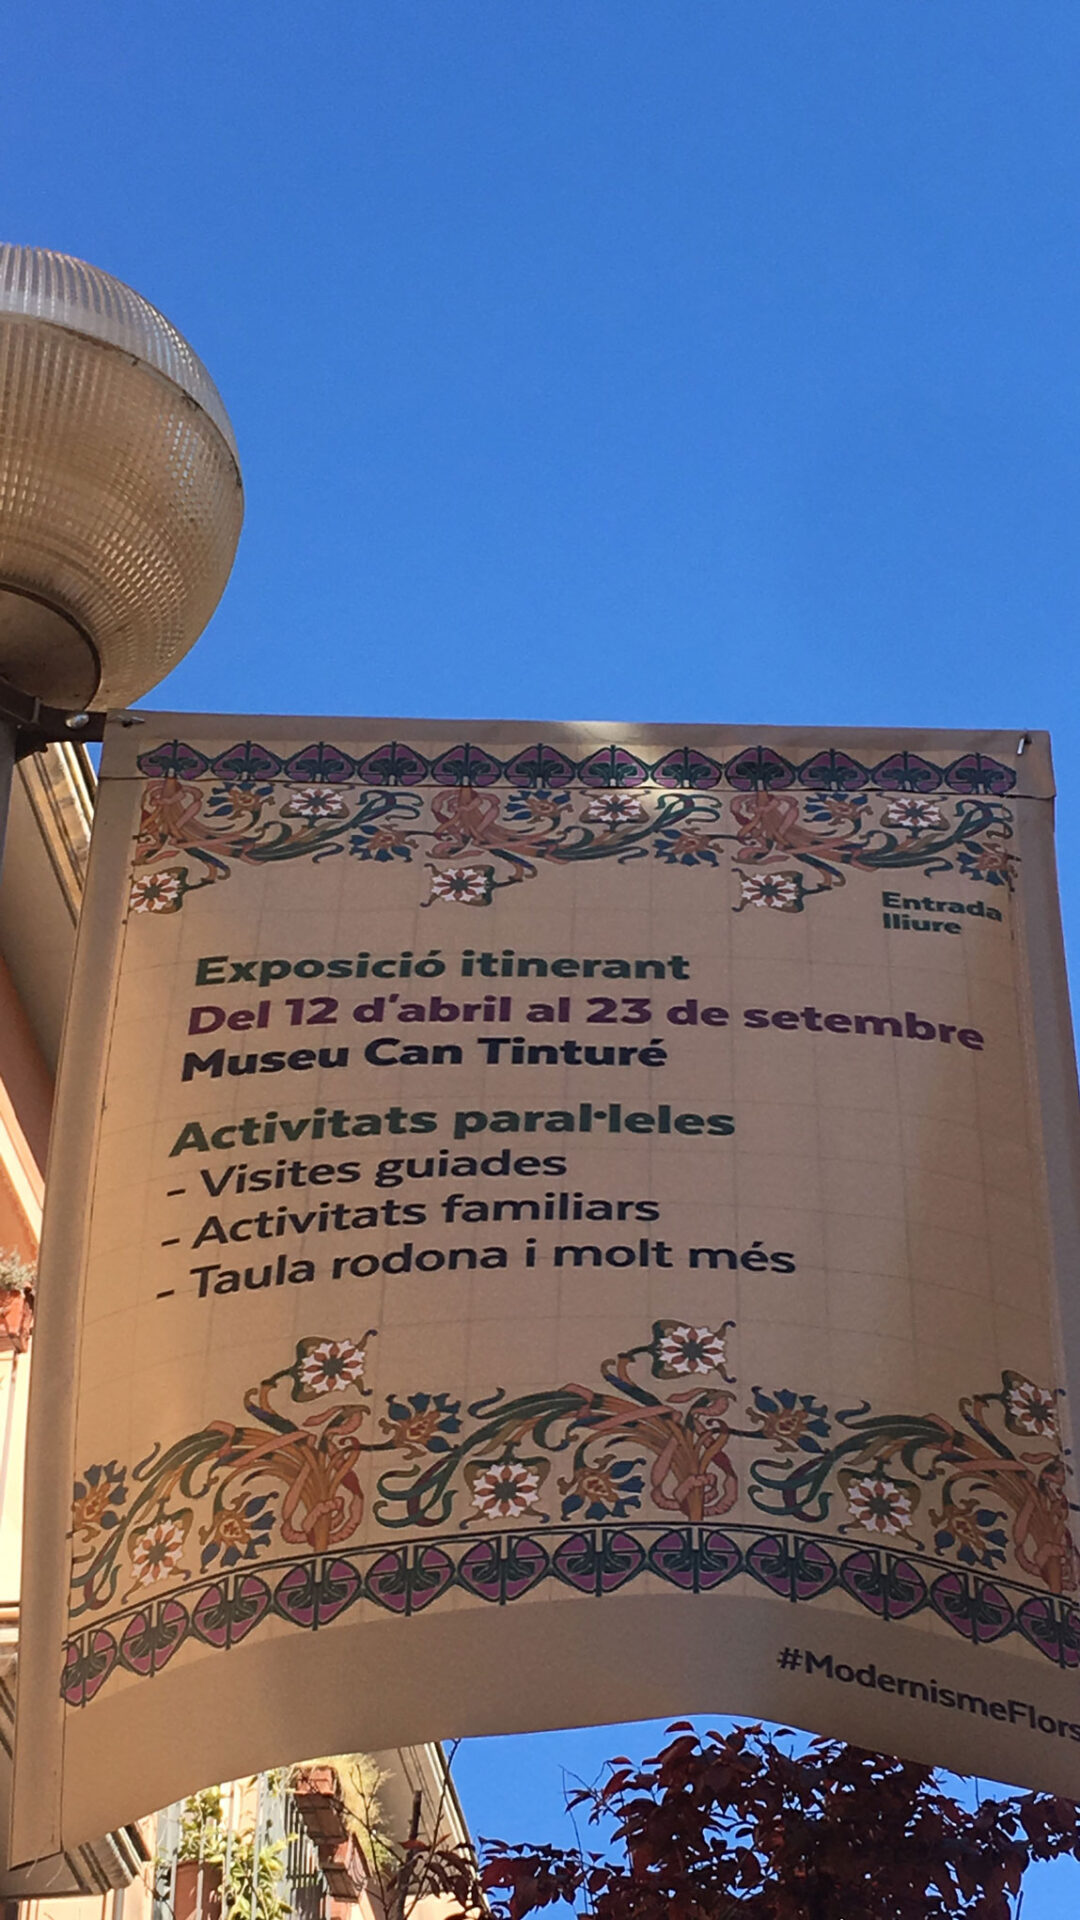 Entrada
lliure
Exposició itinerant
Del 12 d'abril al 23 de setembre
Museu Can Tinturé
Activitats paral·leles
- Visites guiades
- Activitats familiars
- Taula rodona i molt més
#ModernismeFlors